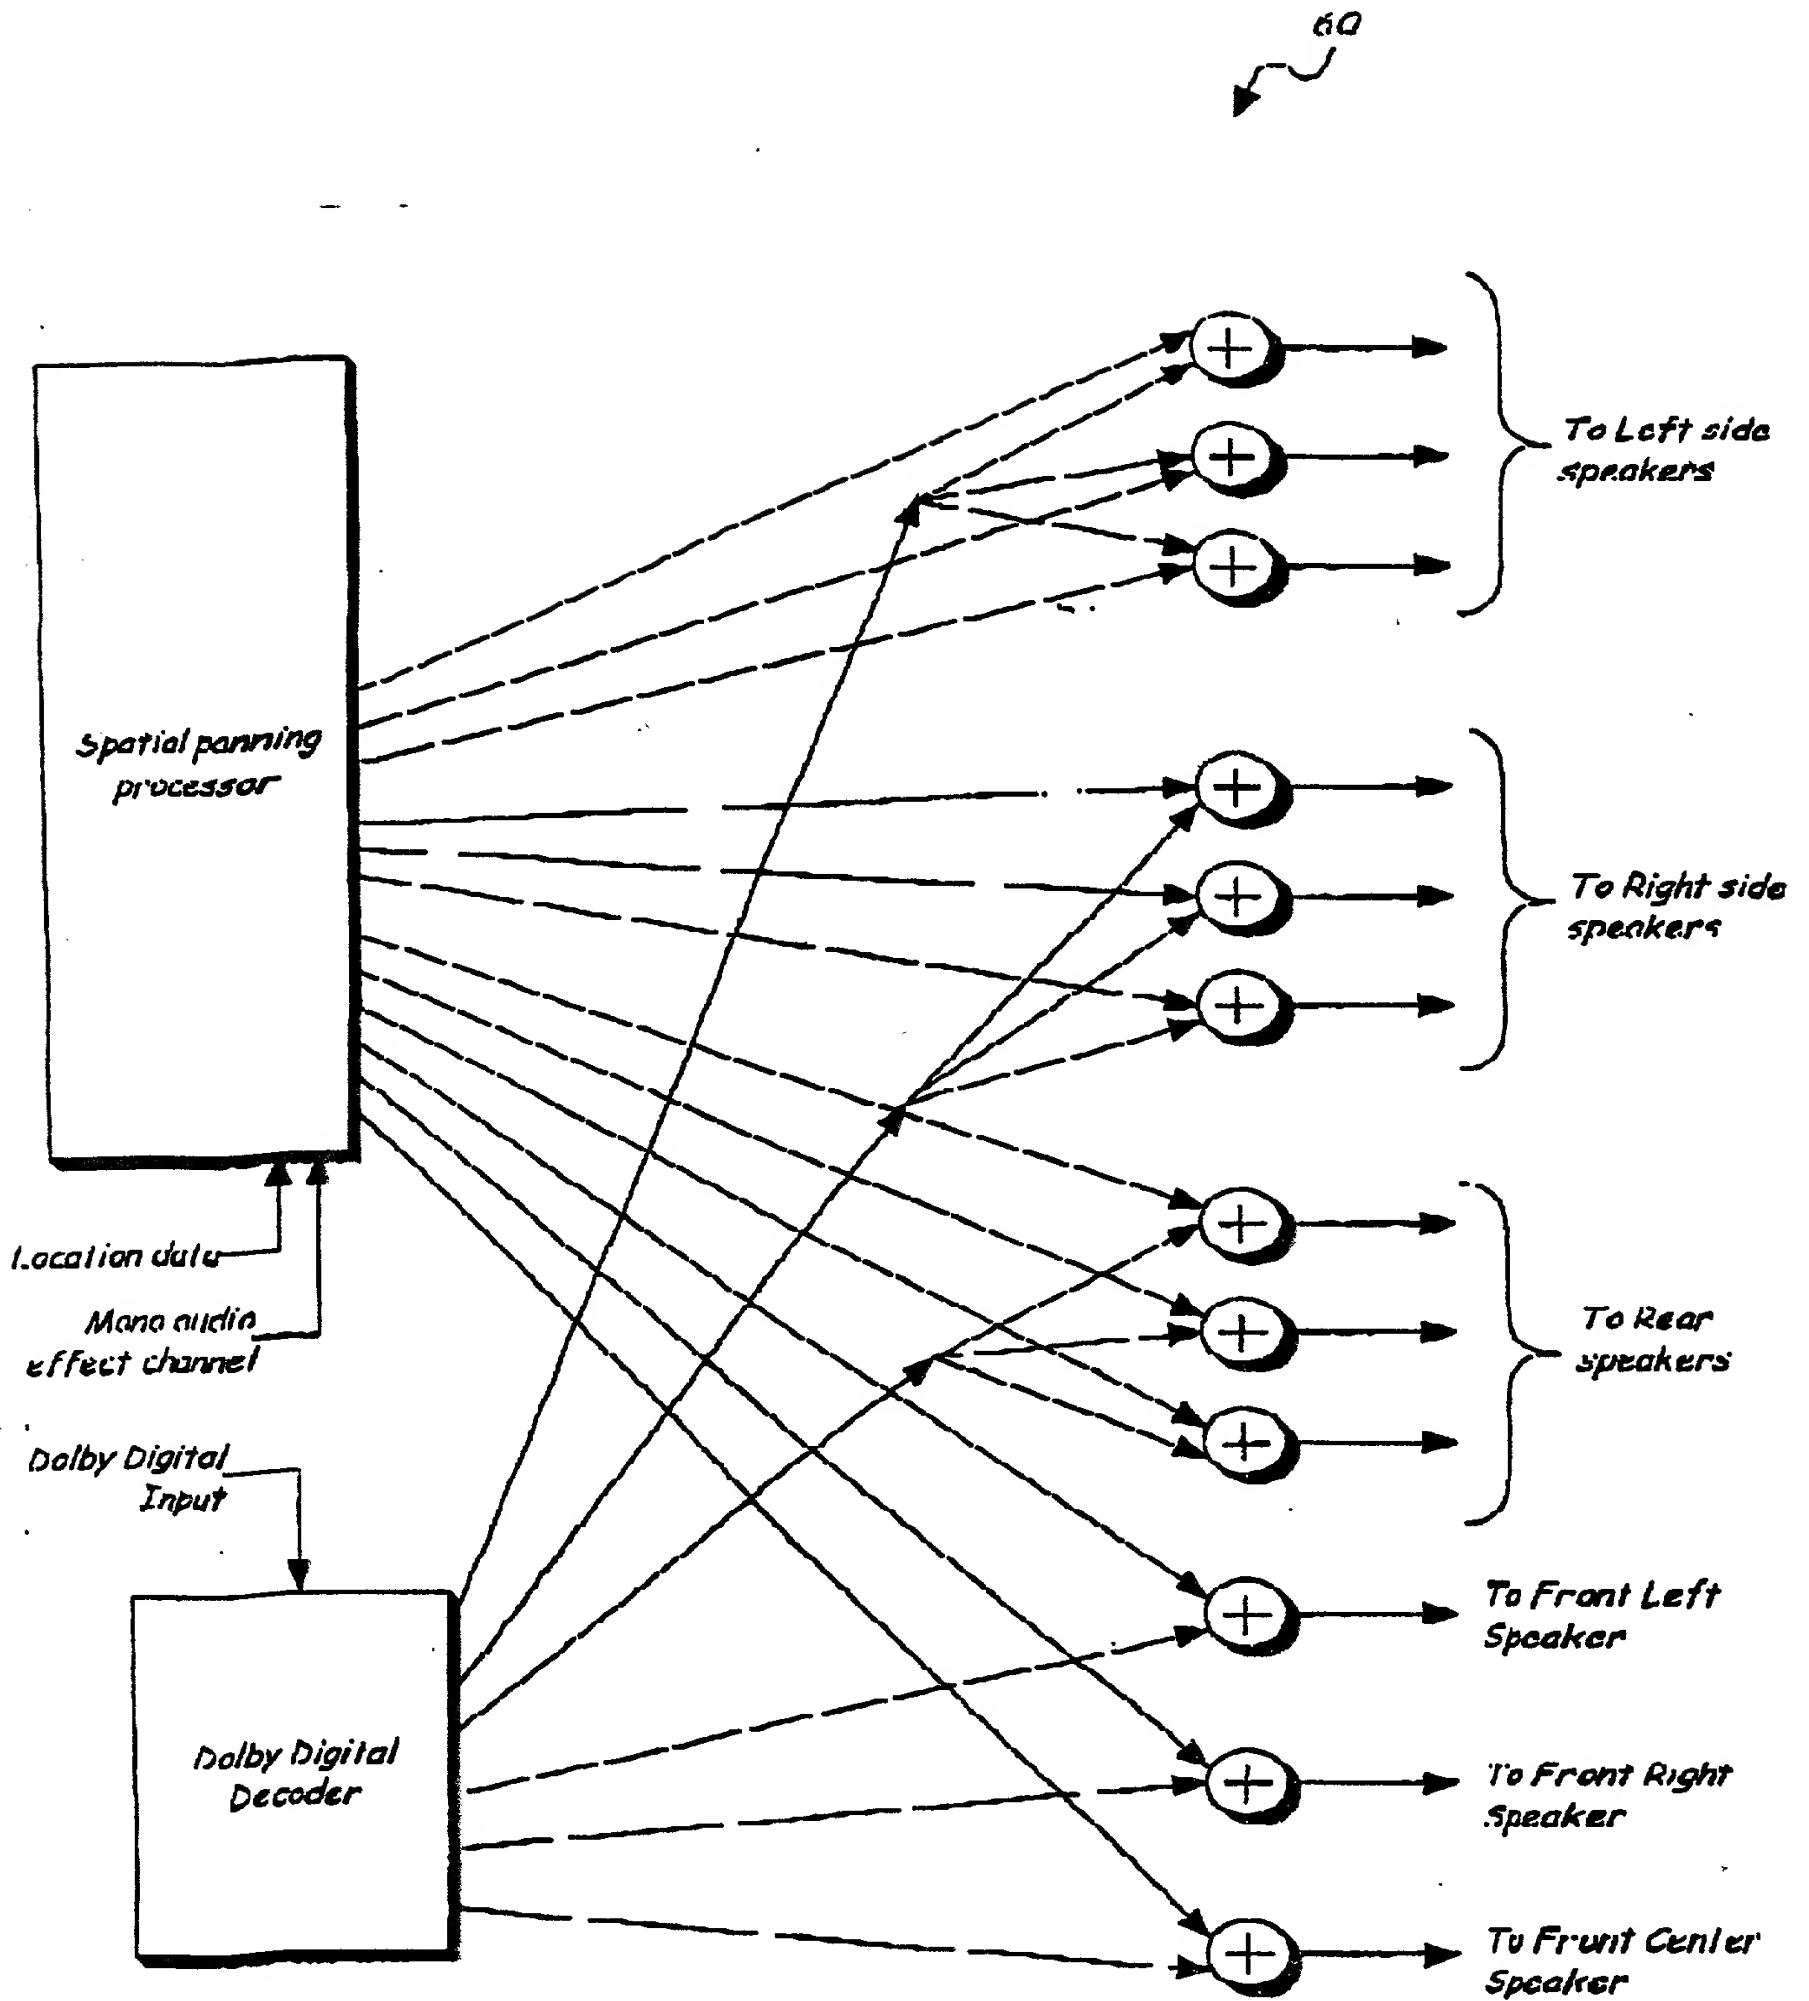 60
To Left side
speakers
Spatial panning
processor
To Right side
speakers
Location data
Mono audio
effect channel
To Rear
speakers
Dolby Digital
Input
To Front Left
Speaker
Dolby Digital
Decoder
To Front Right
Speaker
To Front Center
Speaker